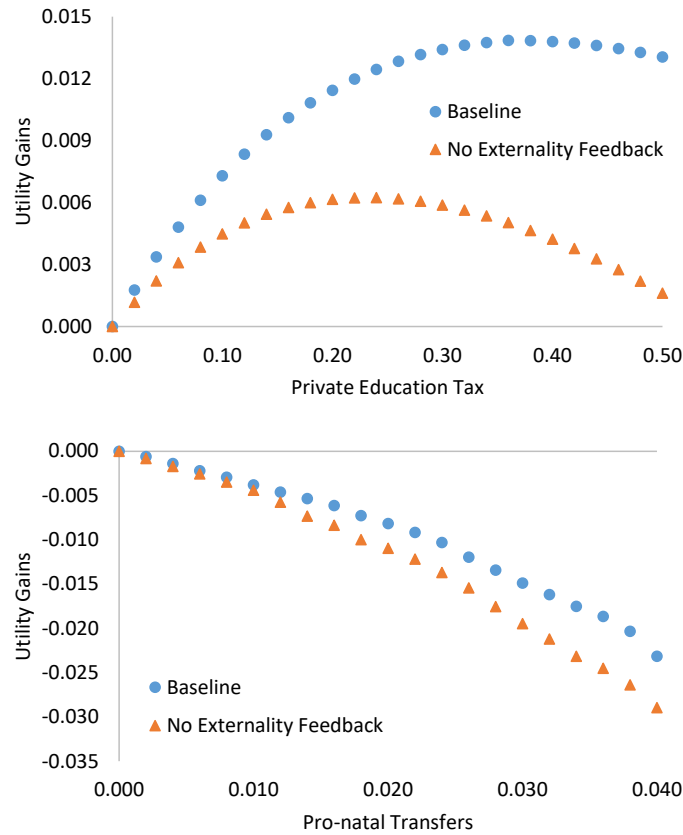 0.015
0.012
0.009
0.006
0.003
0.000
Utility Gains
Baseline
No Externality Feedback
0.00 0.10 0.20 0.30 0.40 0.50
Private Education Tax
0.000
-0.005
-0.010
-0.015
-0.020
-0.025
-0.030
-0.035
Utility Gains
Baseline
No Externality Feedback
0.000 0.010 0.020 0.030 0.040
Pro-natal Transfers